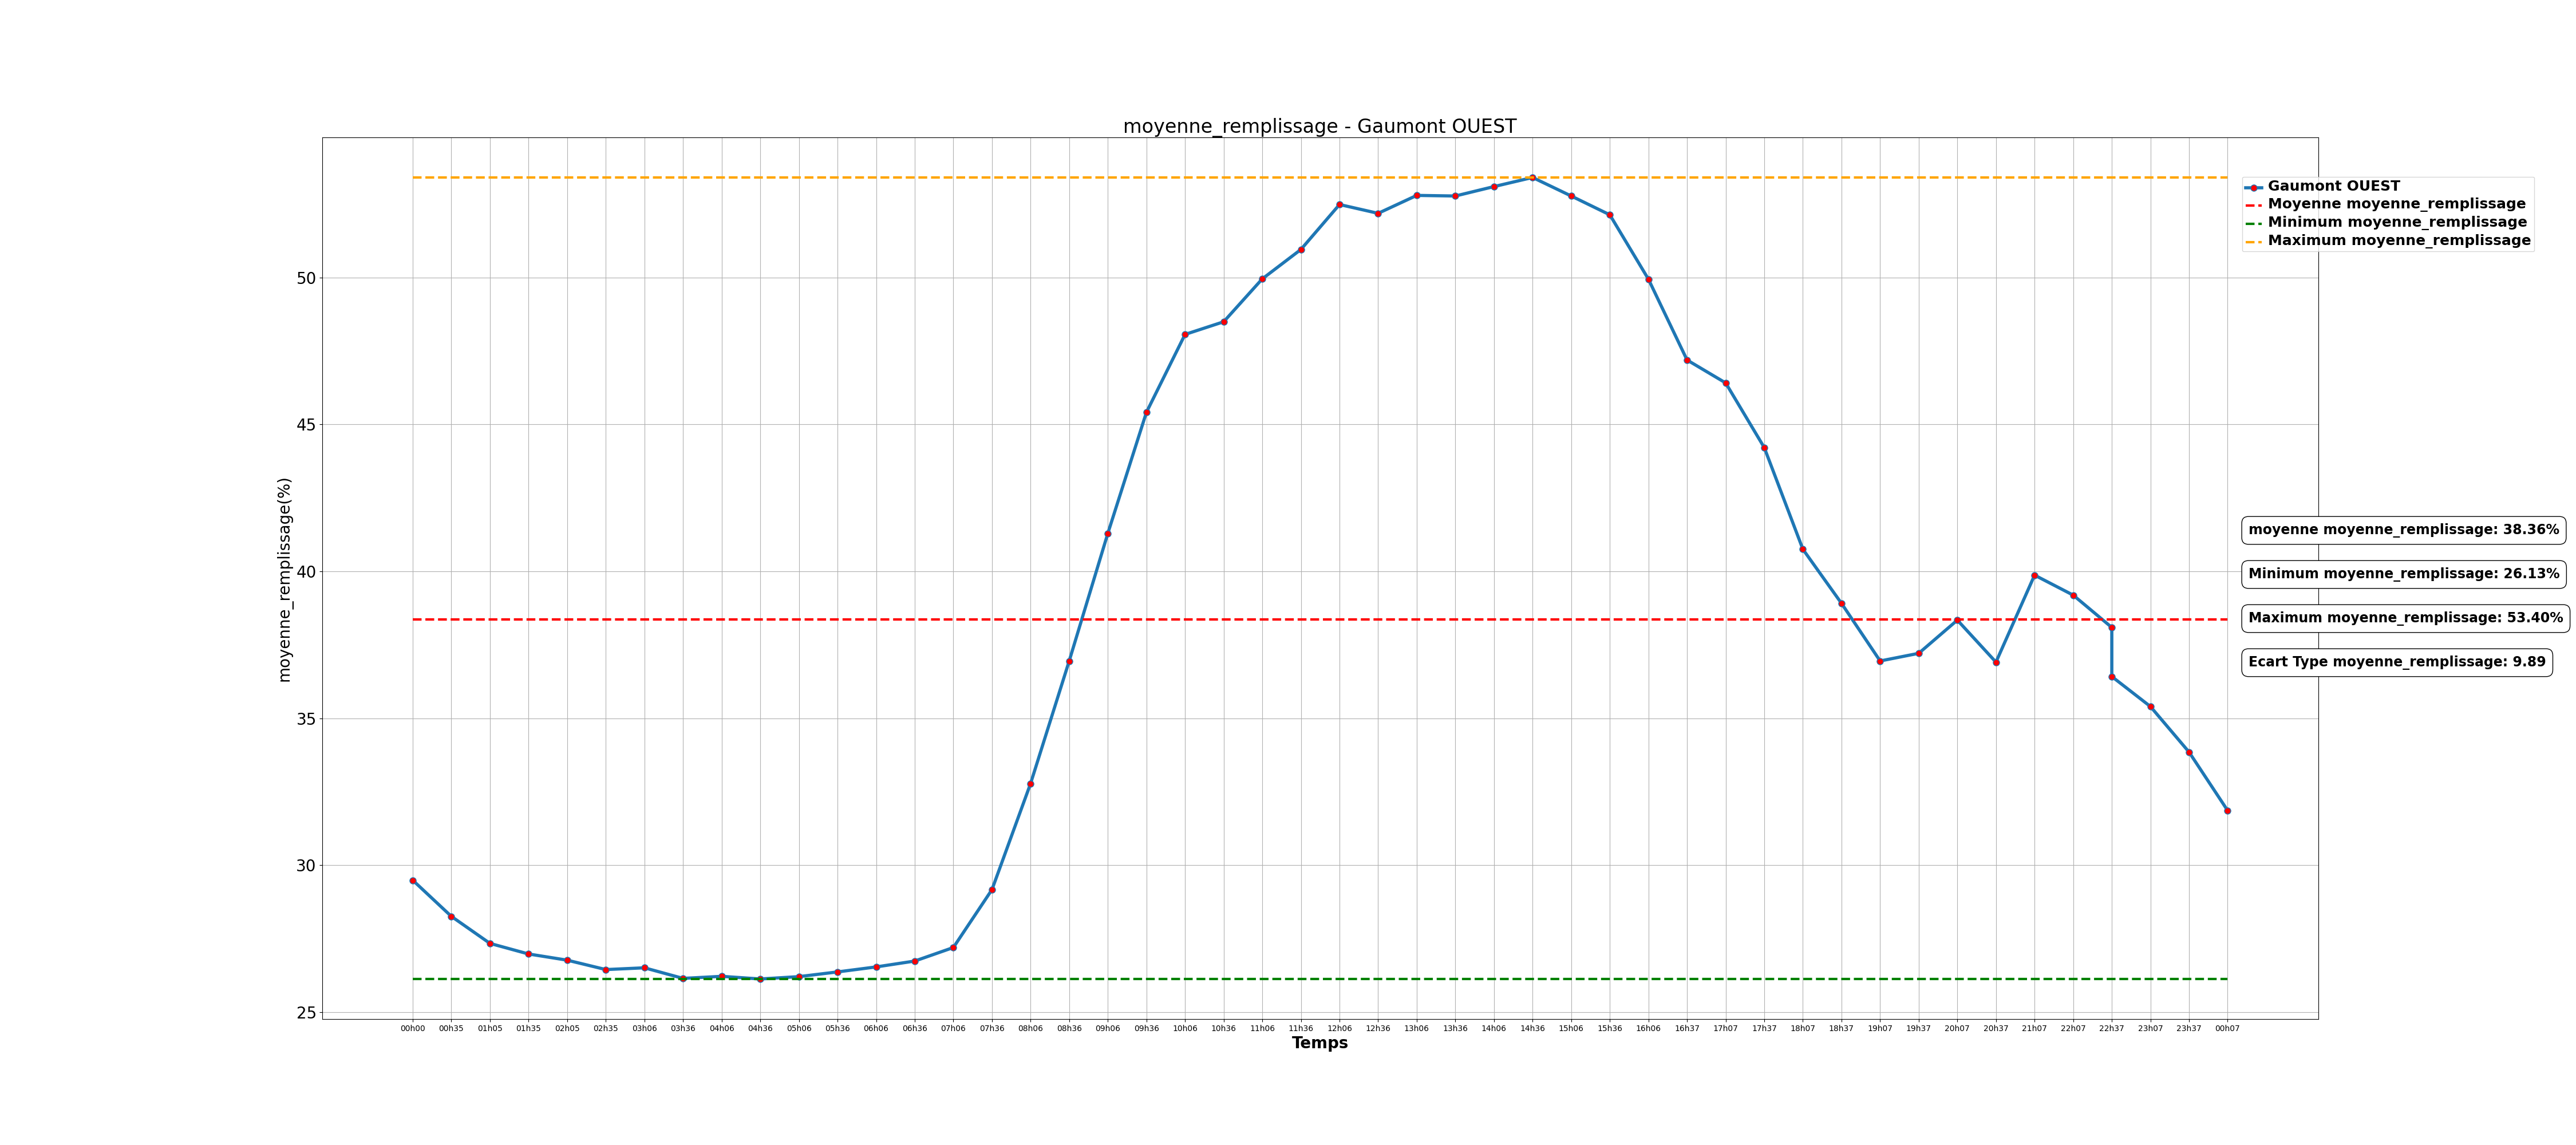 moyenne_remplissage - Gaumont OUEST
Gaumont OUEST
Moyenne moyenne_remplissage
Minimum moyenne_remplissage
Maximum moyenne_remplissage
50
45
40
35
30
25
moyenne_remplissage(%)
moyenne moyenne_remplissage: 38.36%
Minimum moyenne_remplissage: 26.13%
Maximum moyenne_remplissage: 53.40%
Ecart Type moyenne_remplissage: 9.89
00h00 00h35 01h05 01h35 02h05 02h35 03h06 03h36 04h06 04h36 05h06 05h36 06h06 06h36 07h06 07h36 08h06 08h36 09h06 09h36 10h06 10h36 11h06 11h36 12h06 12h36 13h06 13h36 14h06 14h36 15h06 15h36 16h06 16h37 17h07 17h37 18h07 18h37 19h07 19h37 20h07 20h37 21h07 22h07 22h37 23h07 23h37 00h07
Temps